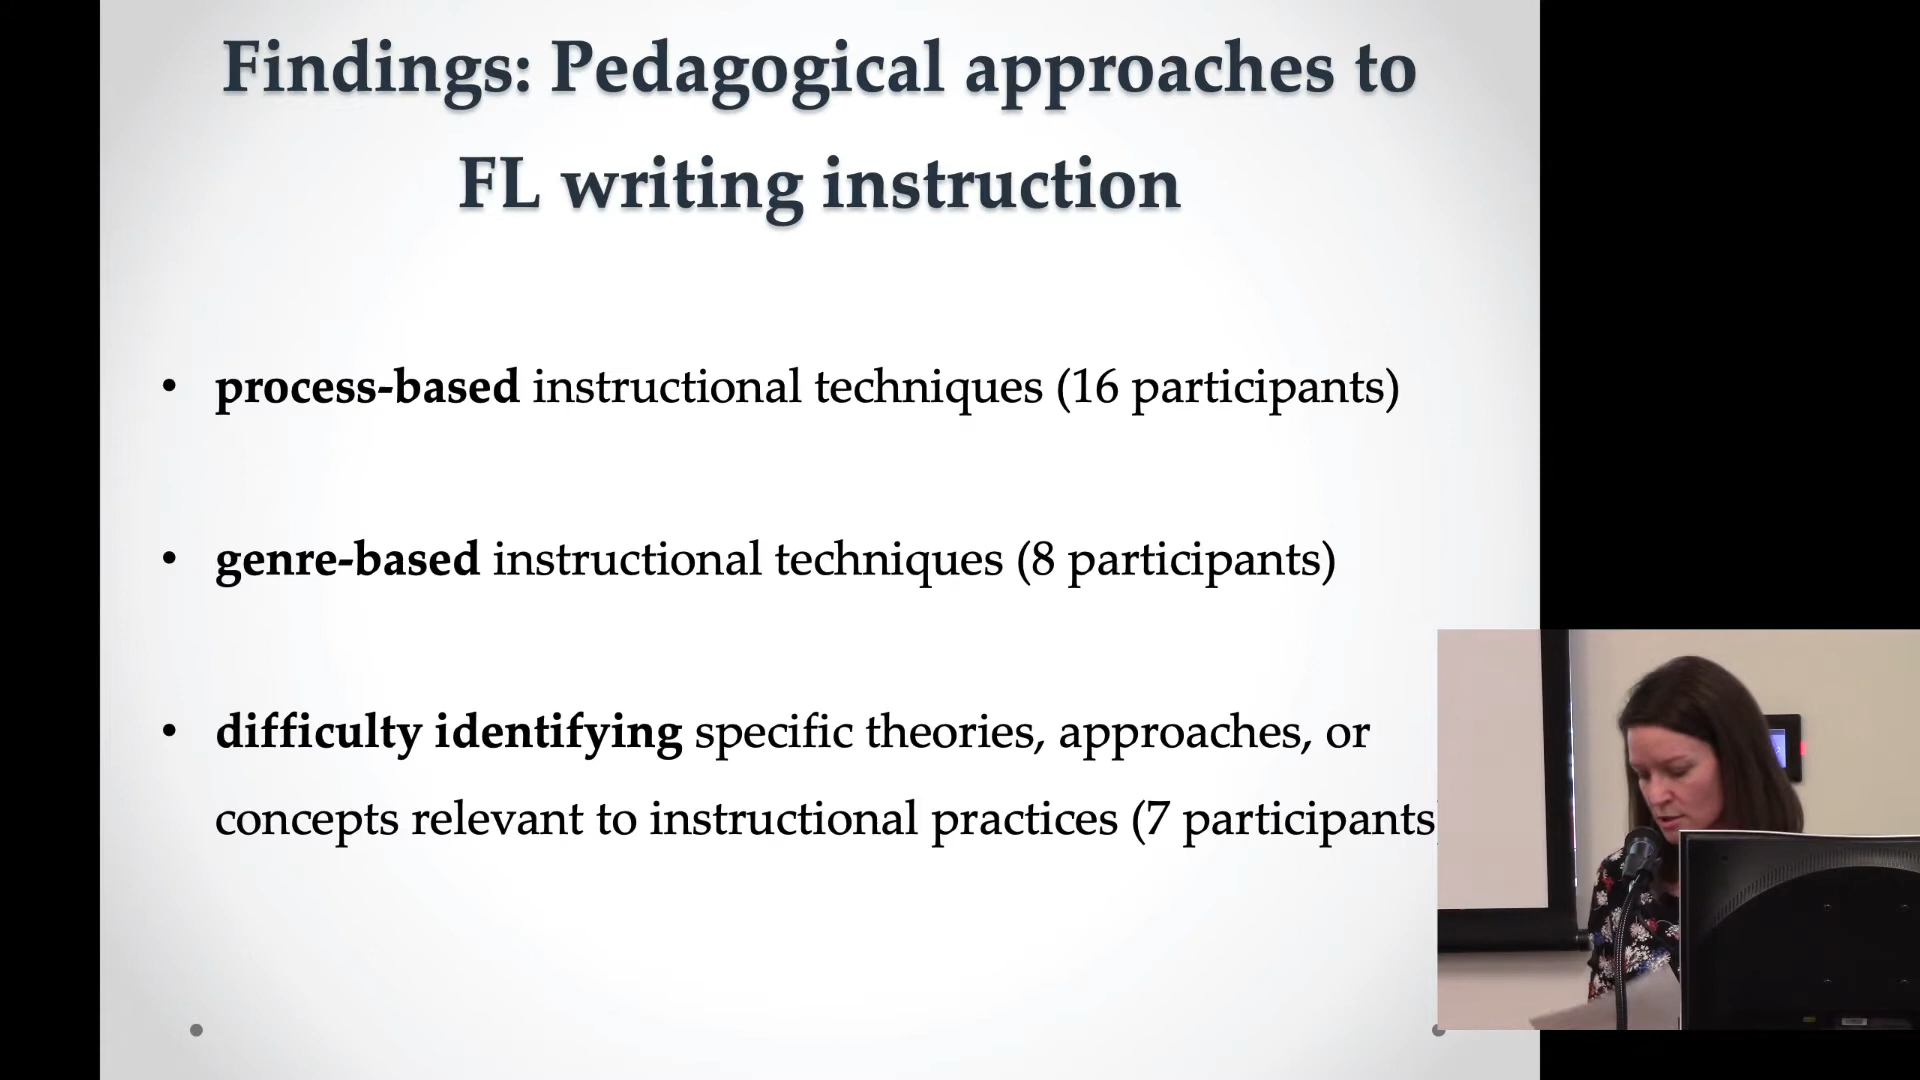 Findings: Pedagogical approaches to
FL writing instruction
• process-based instructional techniques (16 participants)
• genre-based instructional techniques (8 participants)
• difficulty identifying specific theories, approaches, or
concepts relevant to instructional practices (7 participants